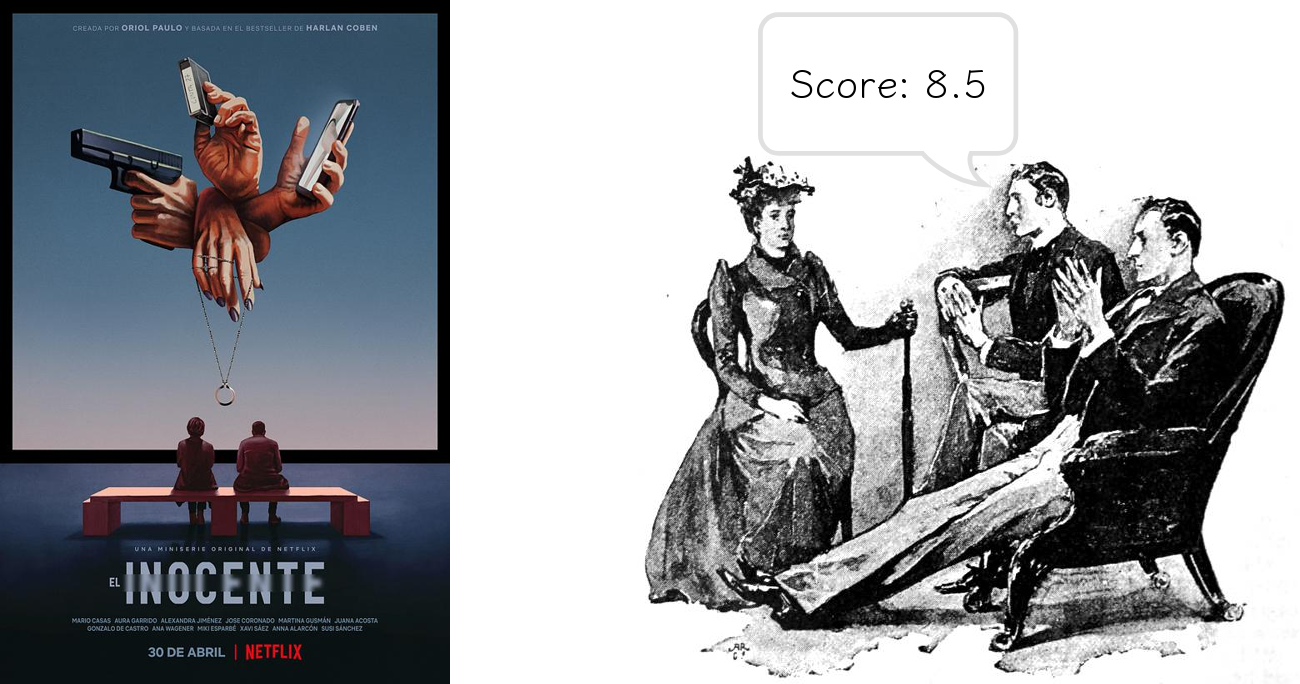 CREADA POR ORIOL PAULO Y BASADA EN EL BESTSELLER DE HARLAN COBEN
UNA MINISERIE ORIGINAL DE NETFLIX
EL INOCENTE
MARIO CASAS AURA GARRIDO ALEXANDRA JIMÉNEZ JOSE CORONADO MARTINA GUSMÁN JUANA ACOSTA
GONZALO DE CASTRO ANA WAGENER MIKI ESPARBÉ XAVI SÁEZ ANNA ALARCÓN SUSI SÁNCHEZ
30 DE ABRIL | NETFLIX
Score: 8.5